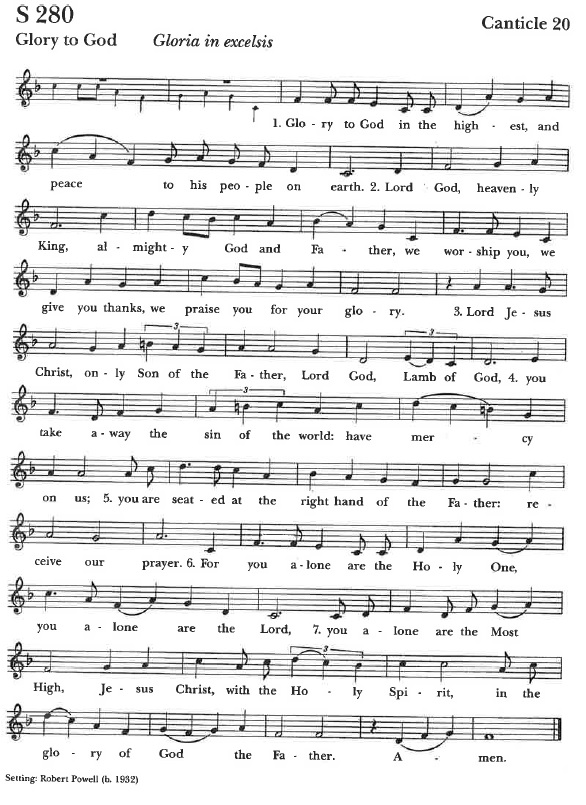 S 280
Canticle 20
Glory to God Gloria in excelsis
1. Glo - ry to God in the high - est, and
peace to his peo - ple on earth. 2. Lord God, heaven - ly
King, al - might - y God and Fa - ther, we wor - ship you, we
give you thanks, we praise you for your glo - ry. 3. Lord Je - sus
3
Christ, on - ly Son of the Fa - ther, Lord God, Lamb of God, 4. you
3
3
take a - way the sin of the world: have mer - cy
3
on us; 5. you are seat - ed at the right hand of the Fa - ther: re -
ceive our prayer. 6. For you a - lone are the Ho - ly One,
you a - lone are the Lord, 7. you a - lone are the Most
High, Je - sus Christ, with the Ho - ly Spi - rit, in the
3
glo - ry of God the Fa - ther. A - men.
Setting: Robert Powell (b. 1932)